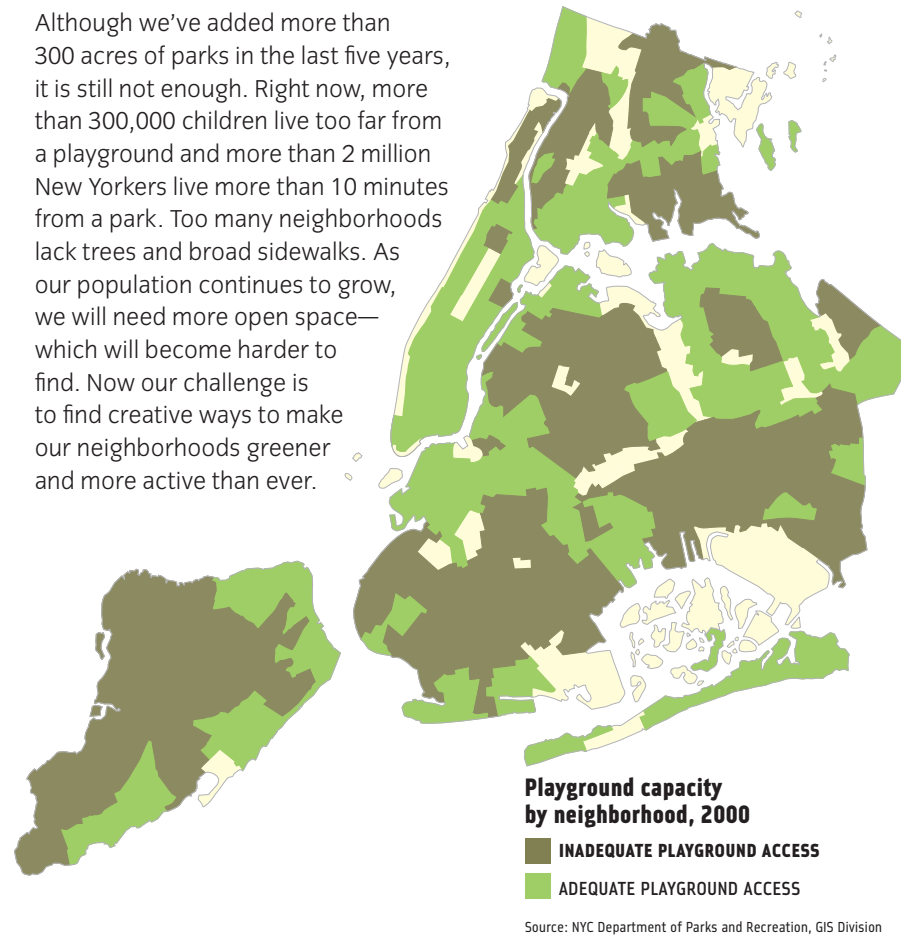 Although we've added more than
300 acres of parks in the last five years,
it is still not enough. Right now, more
than 300,000 children live too far from
a playground and more than 2 million
New Yorkers live more than 10 minutes
from a park. Too many neighborhoods
lack trees and broad sidewalks. As
our population continues to grow,
we will need more open space—
which will become harder to
find. Now our challenge is
to find creative ways to make
our neighborhoods greener
and more active than ever.
Playground capacity
by neighborhood, 2000
INADEQUATE PLAYGROUND ACCESS
ADEQUATE PLAYGROUND ACCESS
Source: NYC Department of Parks and Recreation, GIS Division